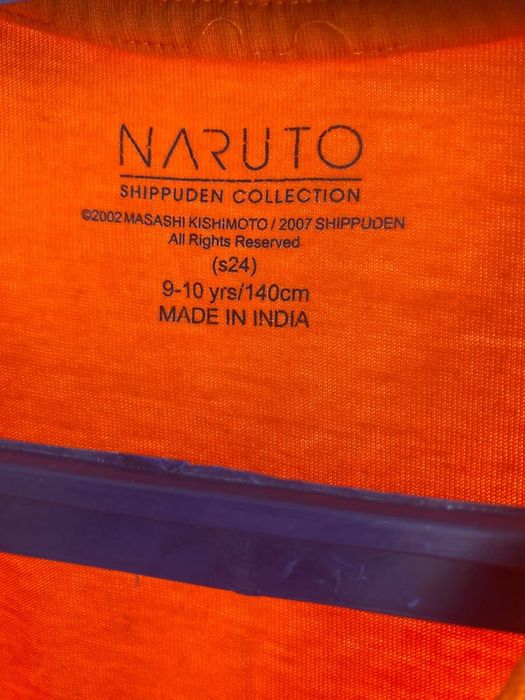 NARUTO
SHIPPUDEN COLLECTION
©2002 MASASHI KISHIMOTO / 2007 SHIPPUDEN
All Rights Reserved
(s24)
9-10 yrs/140cm
MADE IN INDIA